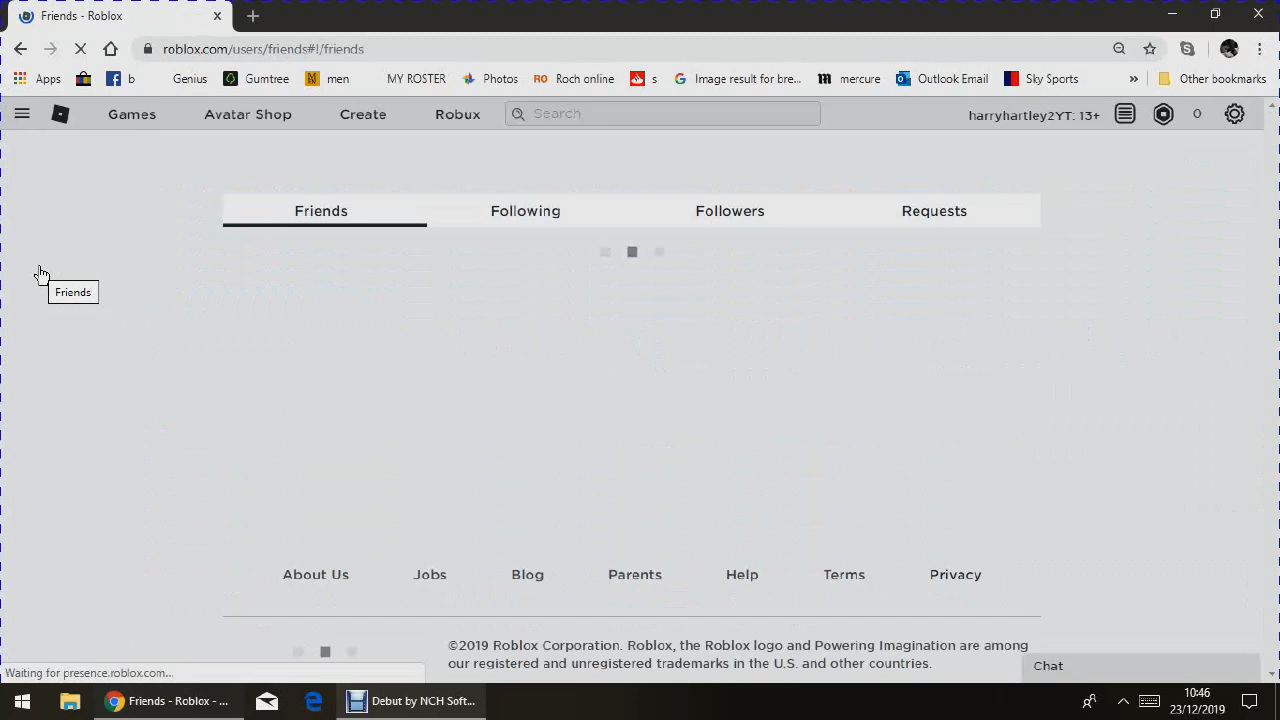 Friends - Roblox
roblox.com/users/friends#!/friends
Apps b Genius Gumtree men MY ROSTER Photos Roch online s Image result for bre... mercure Outlook Email Sky Sports » Other bookmarks
Games Avatar Shop Create Robux Search harryhartley2YT: 13+ 0
Friends Following Followers Requests
Friends
About Us Jobs Blog Parents Help Terms Privacy
©2019 Roblox Corporation. Roblox, the Roblox logo and Powering Imagination are among
our registered and unregistered trademarks in the U.S. and other countries.
Chat
Waiting for presence.roblox.com...
Friends - Roblox - ... Debut by NCH Soft...
10:46
23/12/2019